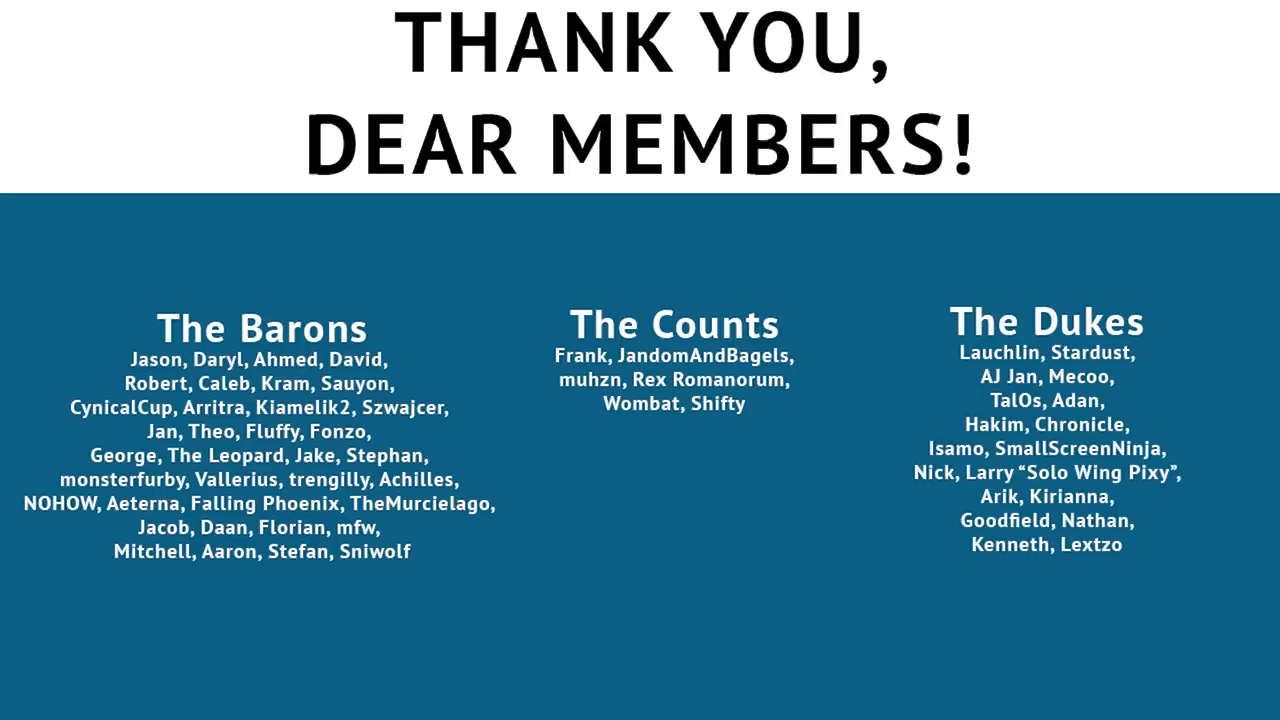 THANK YOU,
DEAR MEMBERS!
The Barons
Jason, Daryl, Ahmed, David,
Robert, Caleb, Kram, Sauyon,
CynicalCup, Arritra, Kiamelik2, Szwajcer,
Jan, Theo, Fluffy, Fonzo,
George, The Leopard, Jake, Stephan,
monsterfurby, Vallerius, trengilly, Achilles,
NOHOW, Aeterna, Falling Phoenix, TheMurcielago,
Jacob, Daan, Florian, mfw,
Mitchell, Aaron, Stefan, Sniwolf
The Counts
Frank, JandomAndBagels,
muhzn, Rex Romanorum,
Wombat, Shifty
The Dukes
Lauchlin, Stardust,
AJ Jan, Mecoo,
TalOs, Adan,
Hakim, Chronicle,
Isamo, SmallScreenNinja,
Nick, Larry “Solo Wing Pixy”,
Arik, Kirianna,
Goodfield, Nathan,
Kenneth, Lextzo